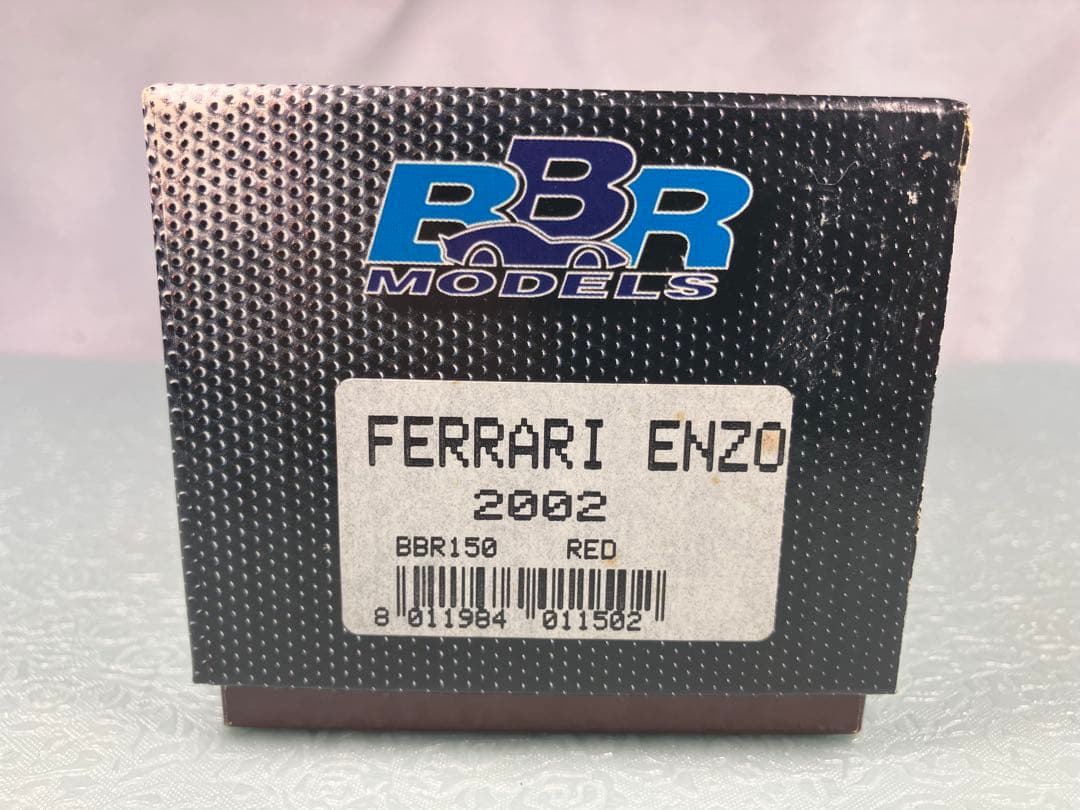 BBR
MODELS
FERRARI ENZO
2002
BBR150 RED
8 011984 011502